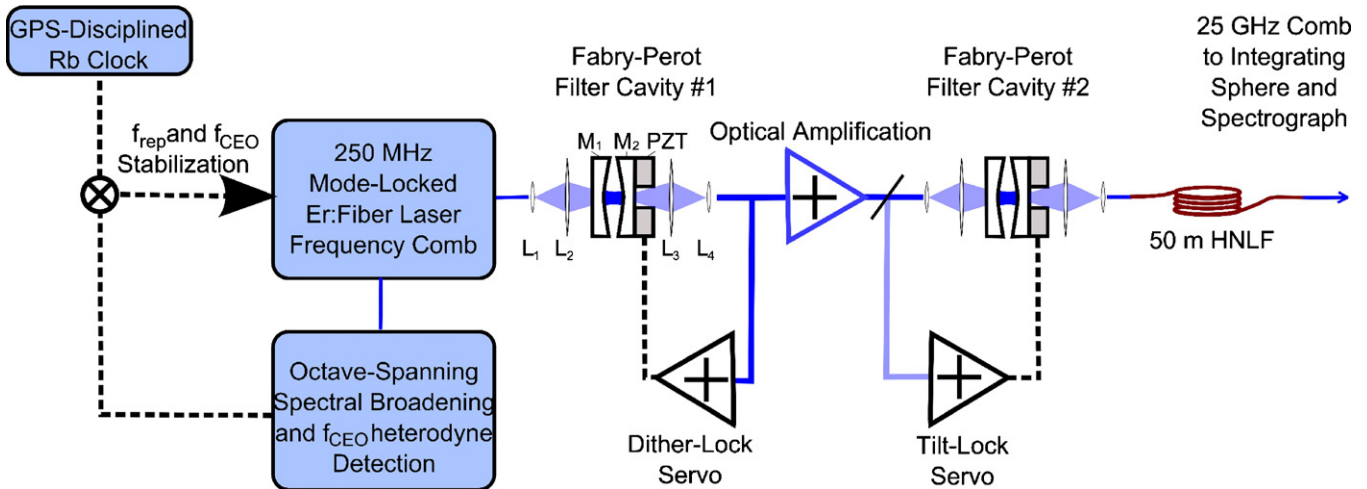 GPS-Disciplined
Rb Clock
f_rep and f_CEO
Stabilization
250 MHz
Mode-Locked
Er:Fiber Laser
Frequency Comb
Octave-Spanning
Spectral Broadening
and f_CEO heterodyne
Detection
Fabry-Perot
Filter Cavity #1
M₁ M₂ PZT
L₁ L₂ L₃ L₄
Optical Amplification
Dither-Lock
Servo
Fabry-Perot
Filter Cavity #2
Tilt-Lock
Servo
25 GHz Comb
to Integrating
Sphere and
Spectrograph
50 m HNLF